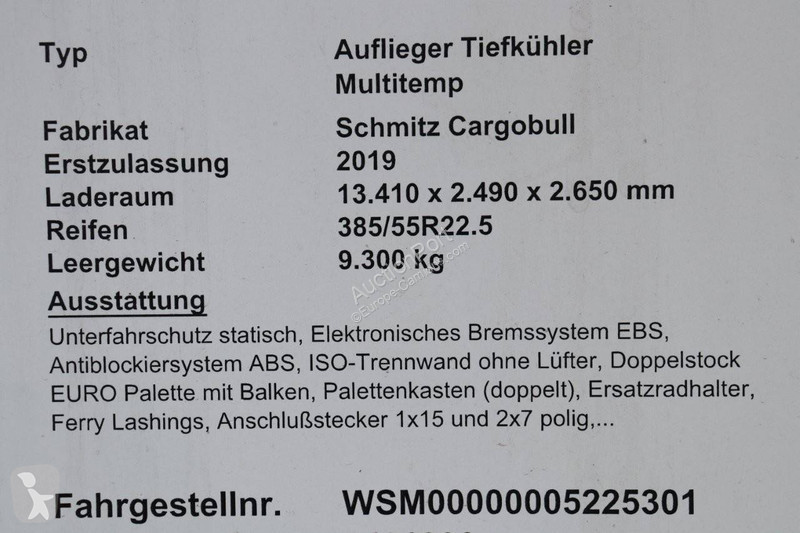 Typ Auflieger Tiefkühler
Multitemp
Fabrikat Schmitz Cargobull
Erstzulassung 2019
Laderaum 13.410 x 2.490 x 2.650 mm
Reifen 385/55R22.5
Leergewicht 9.300 kg
Ausstattung
Unterfahrschutz statisch, Elektronisches Bremssystem EBS,
Antiblockiersystem ABS, ISO-Trennwand ohne Lüfter, Doppelstock
EURO Palette mit Balken, Palettenkasten (doppelt), Ersatzradhalter,
Ferry Lashings, Anschlußstecker 1x15 und 2x7 polig,...
Fahrgestellnr. WSM00000005225301